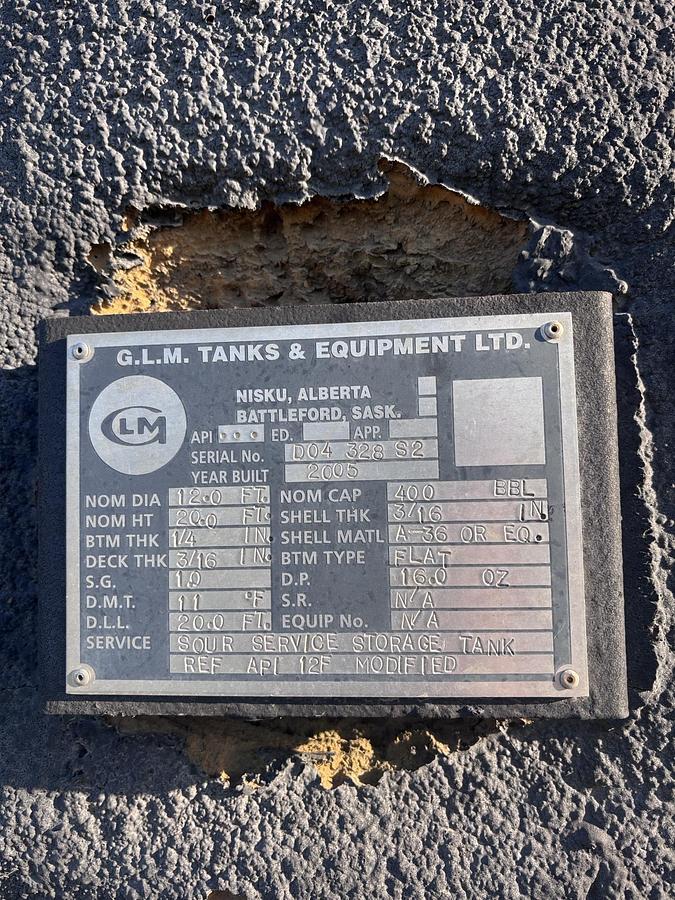 G.L.M. TANKS & EQUIPMENT LTD.
GLM
NISKU, ALBERTA
BATTLEFORD, SASK.
API ED. APP.
SERIAL No. D04 328 S2
YEAR BUILT 2005
NOM DIA 12.0 FT. NOM CAP 400 BBL
NOM HT 20.0 FT. SHELL THK 3/16 IN.
BTM THK 1/4 IN. SHELL MATL A-36 OR EQ.
DECK THK 3/16 IN. BTM TYPE FLAT
S.G. 1.0 D.P. 16.0 OZ
D.M.T. 11 °F S.R. N/A
D.L.L. 20.0 FT. EQUIP No. N/A
SERVICE SOUR SERVICE STORAGE TANK
REF API 12F MODIFIED